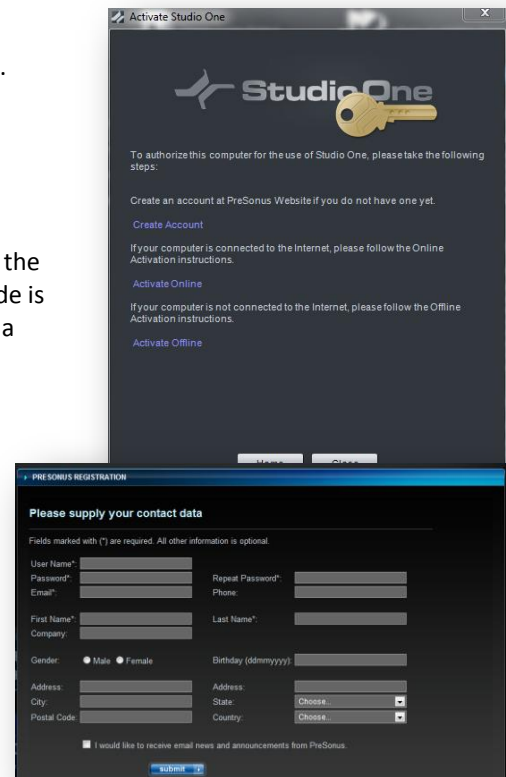 Activate Studio One
x
.
Studio One
To authorize this computer for the use of Studio One, please take the following
steps:
Create an account at PreSonus Website if you do not have one yet.
Create Account
If your computer is connected to the Internet, please follow the Online
Activation instructions.
the
de is
a
Activate Online
If your computer is not connected to the Internet, please follow the Offline
Activation instructions.
Activate Offline
Close
PRESONUS REGISTRATION
Please supply your contact data
Fields marked with (*) are required. All other information is optional.
User Name*:
Password*: Repeat Password*:
Email*: Phone:
First Name*: Last Name*:
Company:
Gender: Male Female Birthday (ddmmyyyy):
Address: Address:
City: State: Choose..
Postal Code: Country: Choose..
I would like to receive email news and announcements from PreSonus.
submit